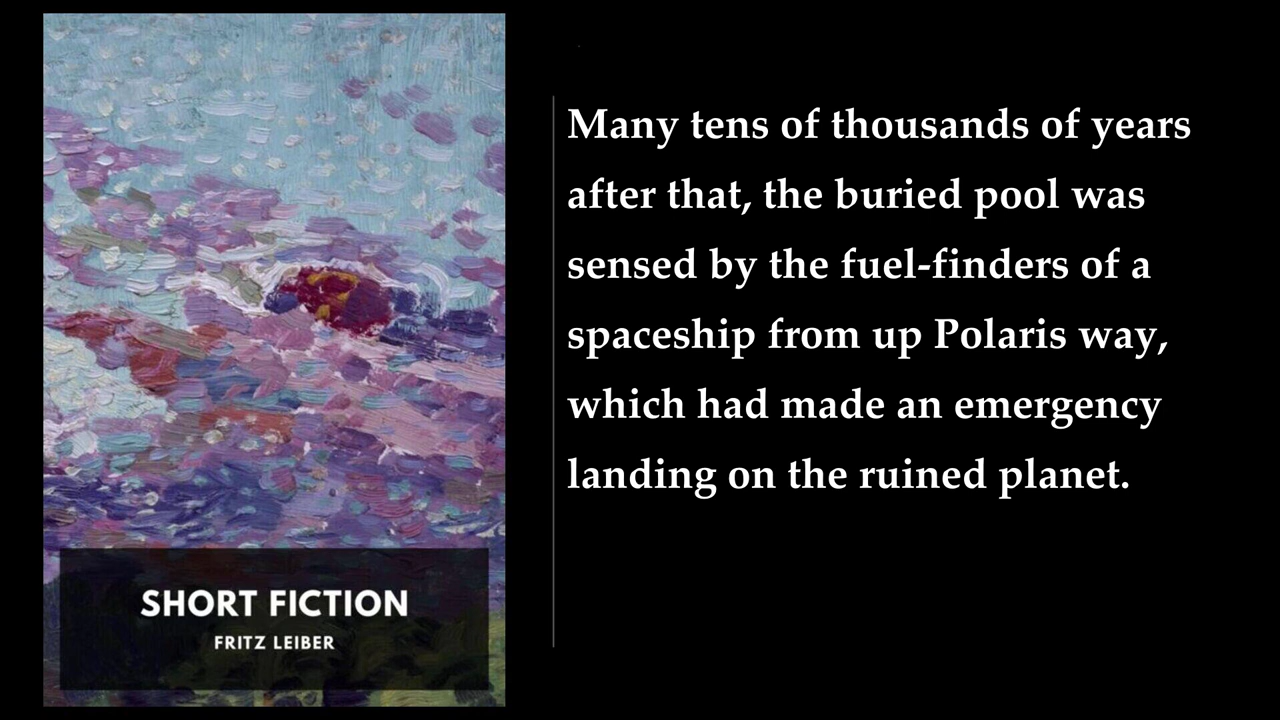 SHORT FICTION
FRITZ LEIBER
Many tens of thousands of years
after that, the buried pool was
sensed by the fuel-finders of a
spaceship from up Polaris way,
which had made an emergency
landing on the ruined planet.